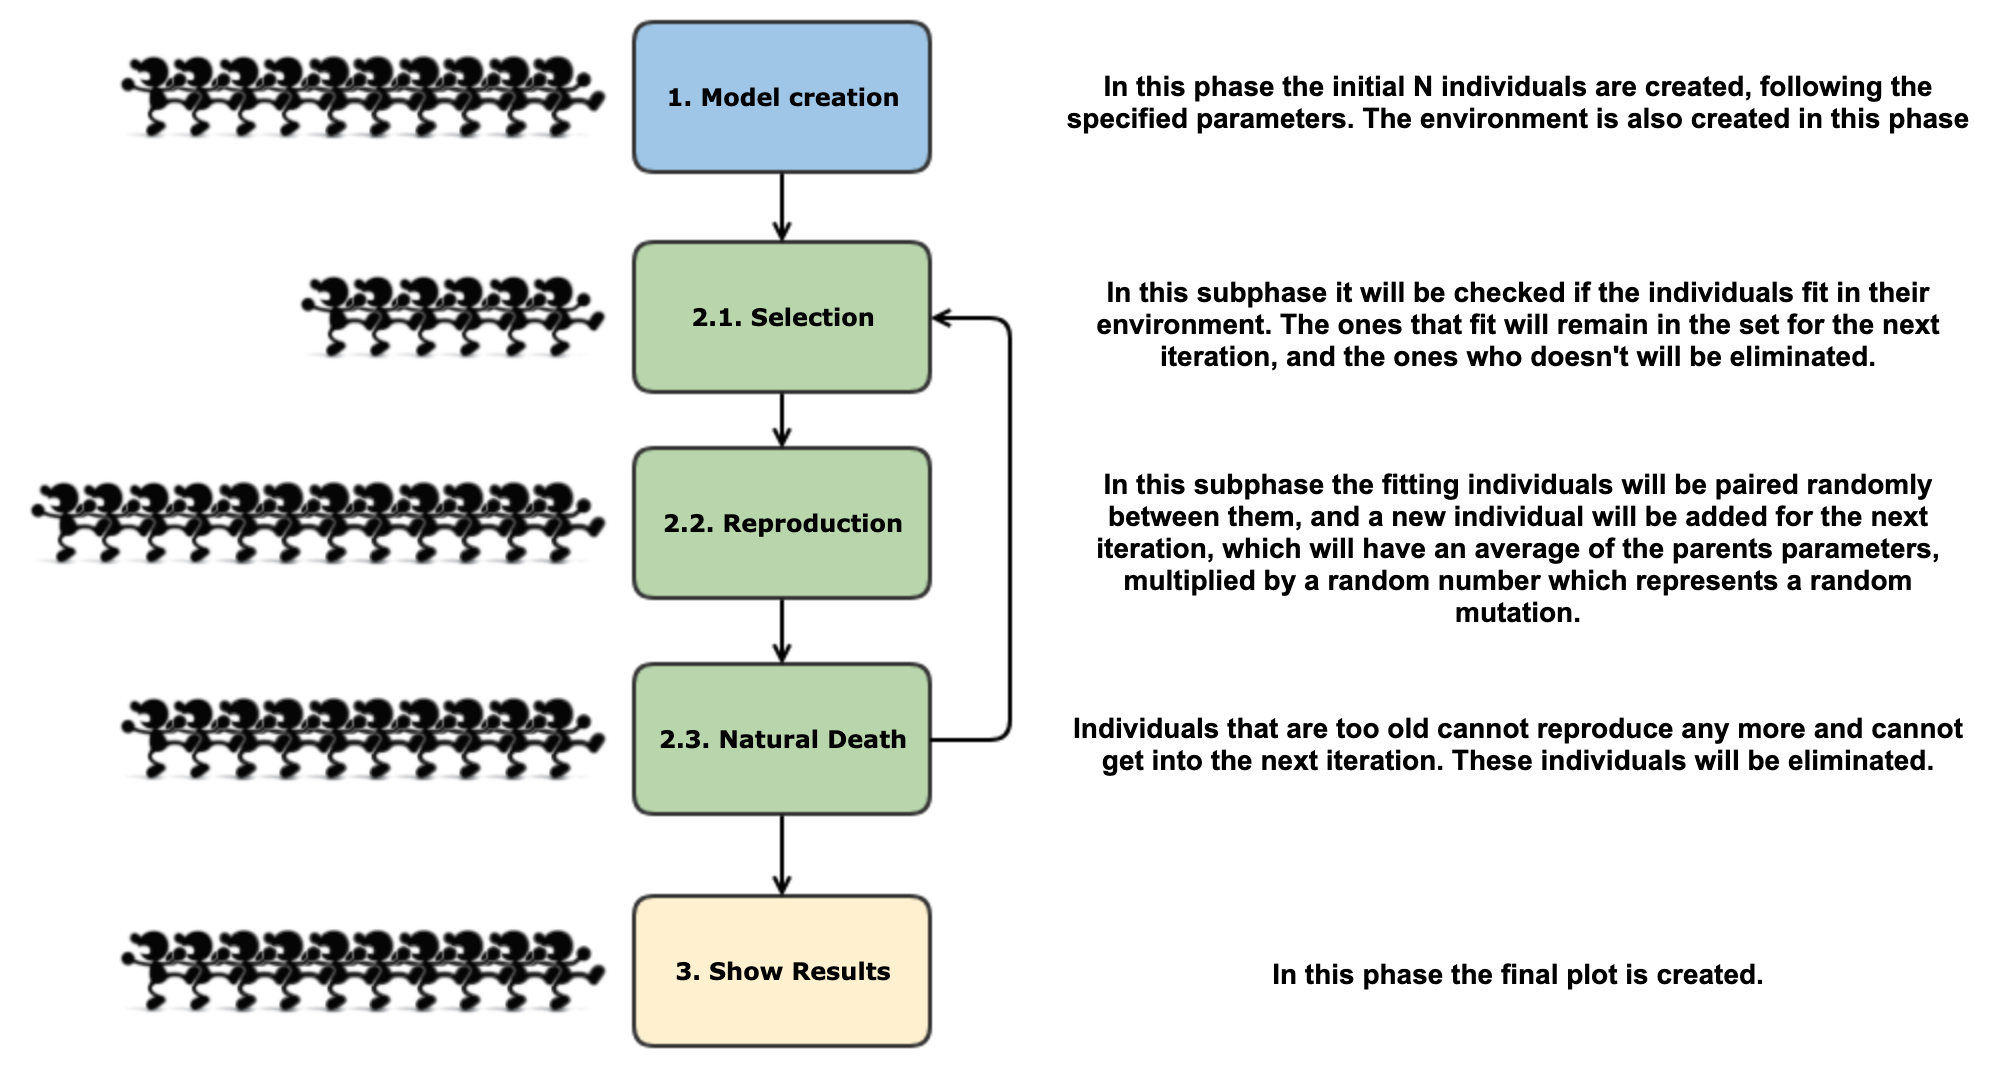 1. Model creation
In this phase the initial N individuals are created, following the
specified parameters. The environment is also created in this phase
2.1. Selection
In this subphase it will be checked if the individuals fit in their
environment. The ones that fit will remain in the set for the next
iteration, and the ones who doesn't will be eliminated.
2.2. Reproduction
In this subphase the fitting individuals will be paired randomly
between them, and a new individual will be added for the next
iteration, which will have an average of the parents parameters,
multiplied by a random number which represents a random
mutation.
2.3. Natural Death
Individuals that are too old cannot reproduce any more and cannot
get into the next iteration. These individuals will be eliminated.
3. Show Results
In this phase the final plot is created.